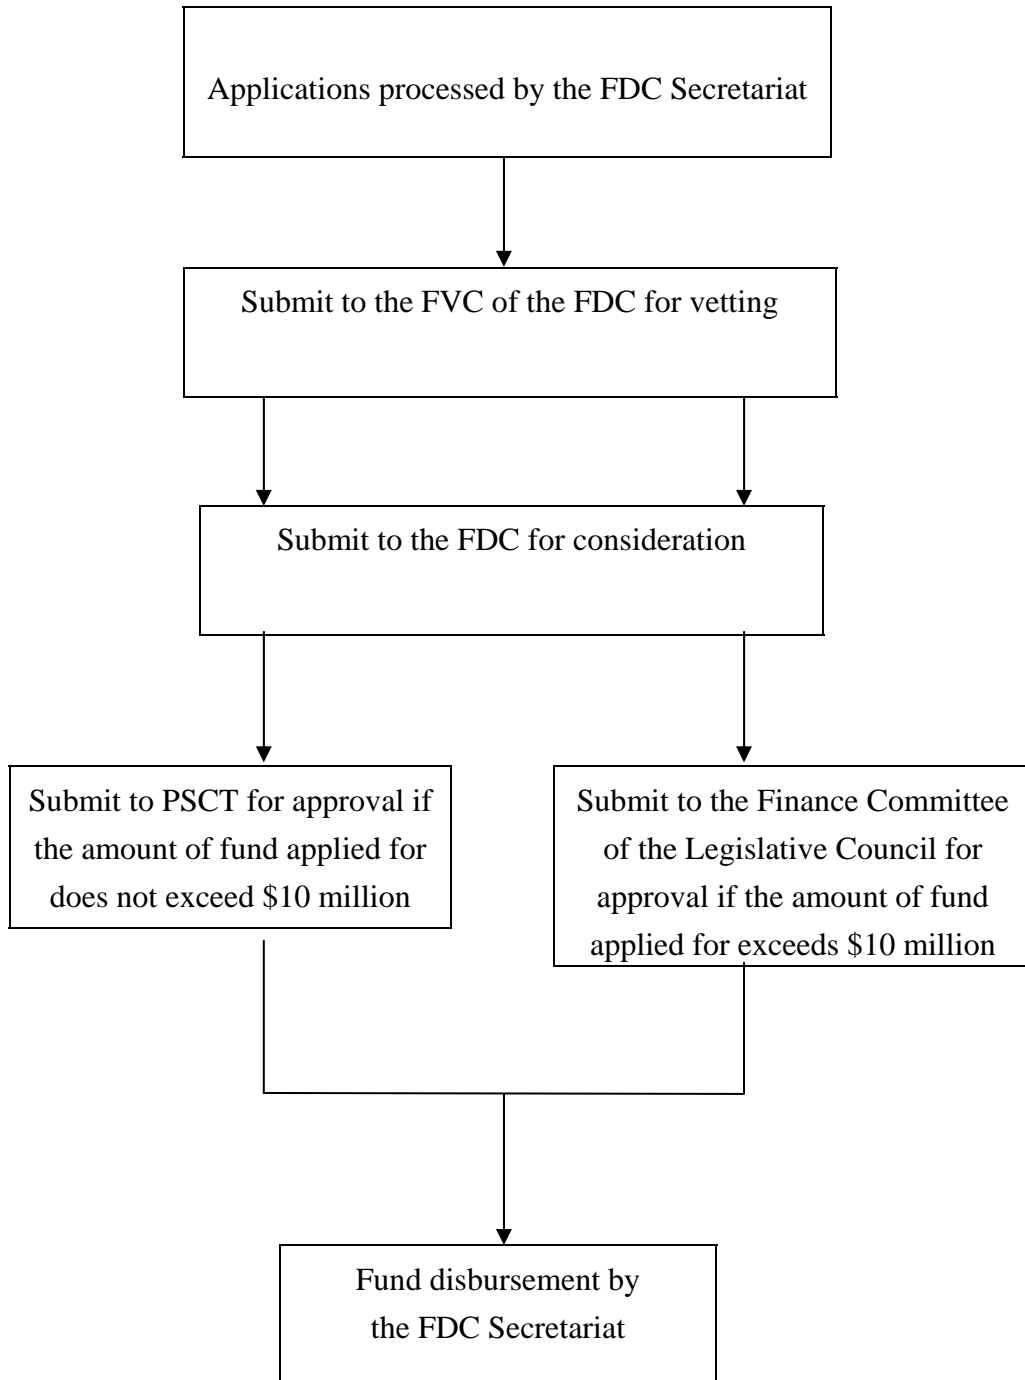 Applications processed by the FDC Secretariat
Submit to the FVC of the FDC for vetting
Submit to the FDC for consideration
Submit to PSCT for approval if
the amount of fund applied for
does not exceed $10 million
Submit to the Finance Committee
of the Legislative Council for
approval if the amount of fund
applied for exceeds $10 million
Fund disbursement by
the FDC Secretariat